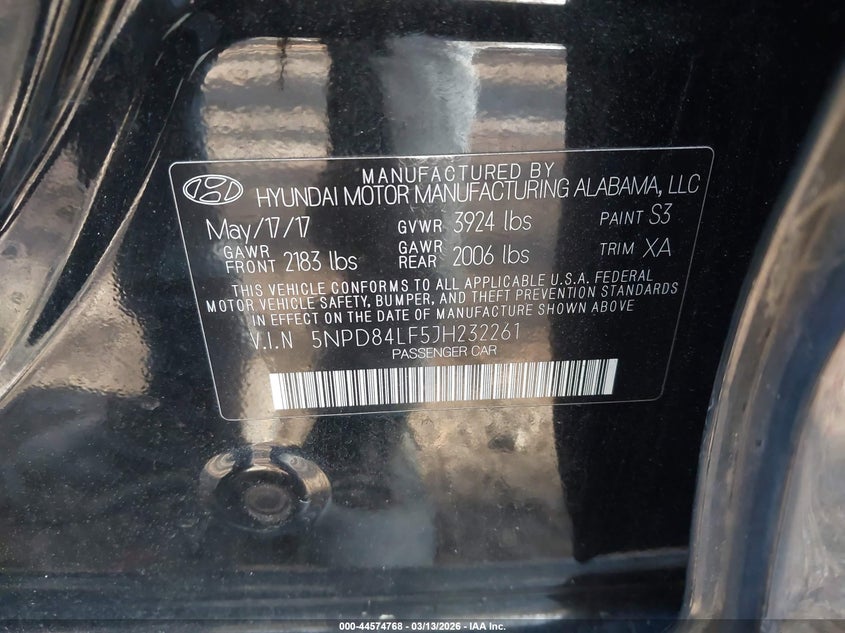 MANUFACTURED BY
HYUNDAI MOTOR MANUFACTURING ALABAMA, LLC
May/17/17 GVWR 3924 lbs PAINT S3
GAWR FRONT 2183 lbs GAWR REAR 2006 lbs TRIM XA
THIS VEHICLE CONFORMS TO ALL APPLICABLE U.S.A. FEDERAL
MOTOR VEHICLE SAFETY, BUMPER, AND THEFT PREVENTION STANDARDS
IN EFFECT ON THE DATE OF MANUFACTURE SHOWN ABOVE
V.I.N 5NPD84LF5JH232261
PASSENGER CAR
000-44574768 - 03/13/2026 - IAA Inc.